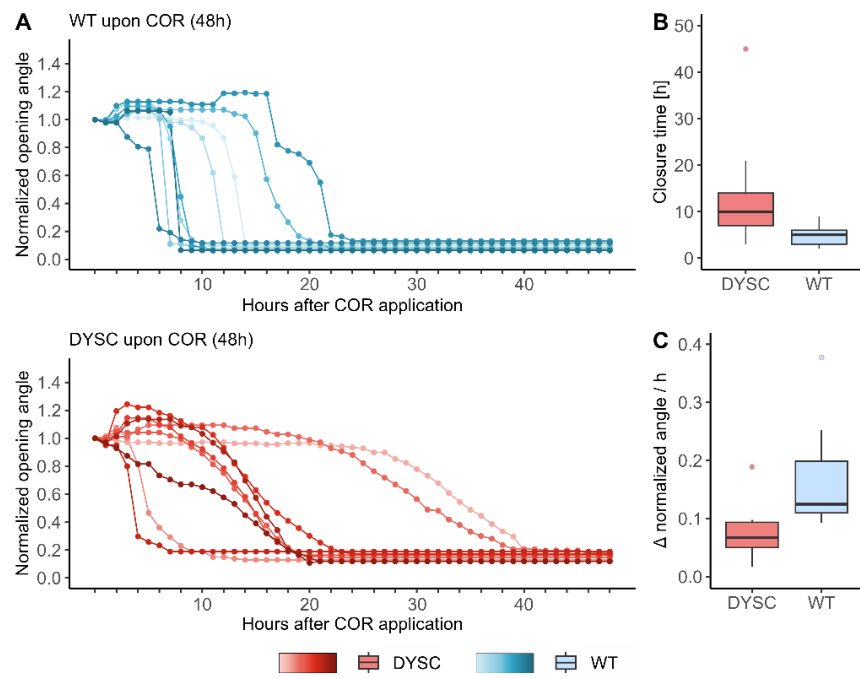 A
WT upon COR (48h)
Normalized opening angle
1.4
1.2
1.0
0.8
0.6
0.4
0.2
0.0
10
20
30
40
Hours after COR application
DYSC upon COR (48h)
Normalized opening angle
1.4
1.2
1.0
0.8
0.6
0.4
0.2
0.0
10
20
30
40
Hours after COR application
B
Closure time [h]
50
40
30
20
10
0
DYSC
WT
C
Δ normalized angle / h
0.4
0.3
0.2
0.1
0.0
DYSC
WT
DYSC
WT